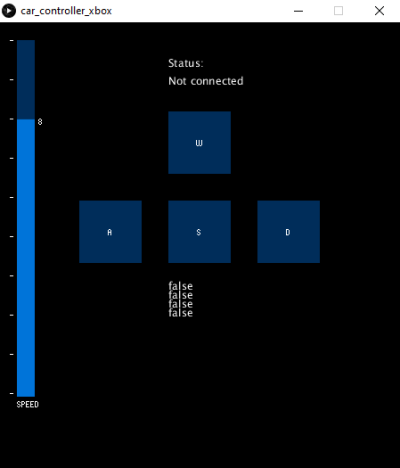 car_controller_xbox
Status:
Not connected
8
W
A S D
false
false
false
false
SPEED